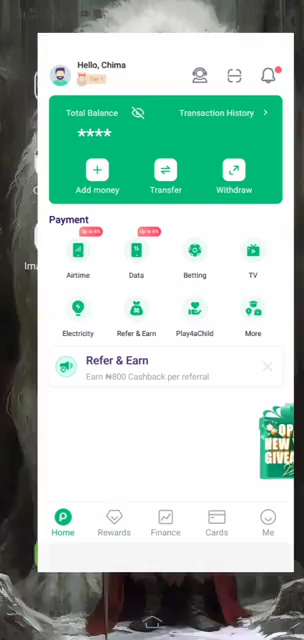 Hello, Chima
Tier 1
Total Balance
Transaction History >
****
Add money
Transfer
Withdraw
Payment
Up to 6%
Up to 6%
Airtime
Data
Betting
TV
Electricity
Refer & Earn
Play4aChild
More
Refer & Earn
Earn ₦800 Cashback per referral
OP
NEW
GIVEA
Home
Rewards
Finance
Cards
Me